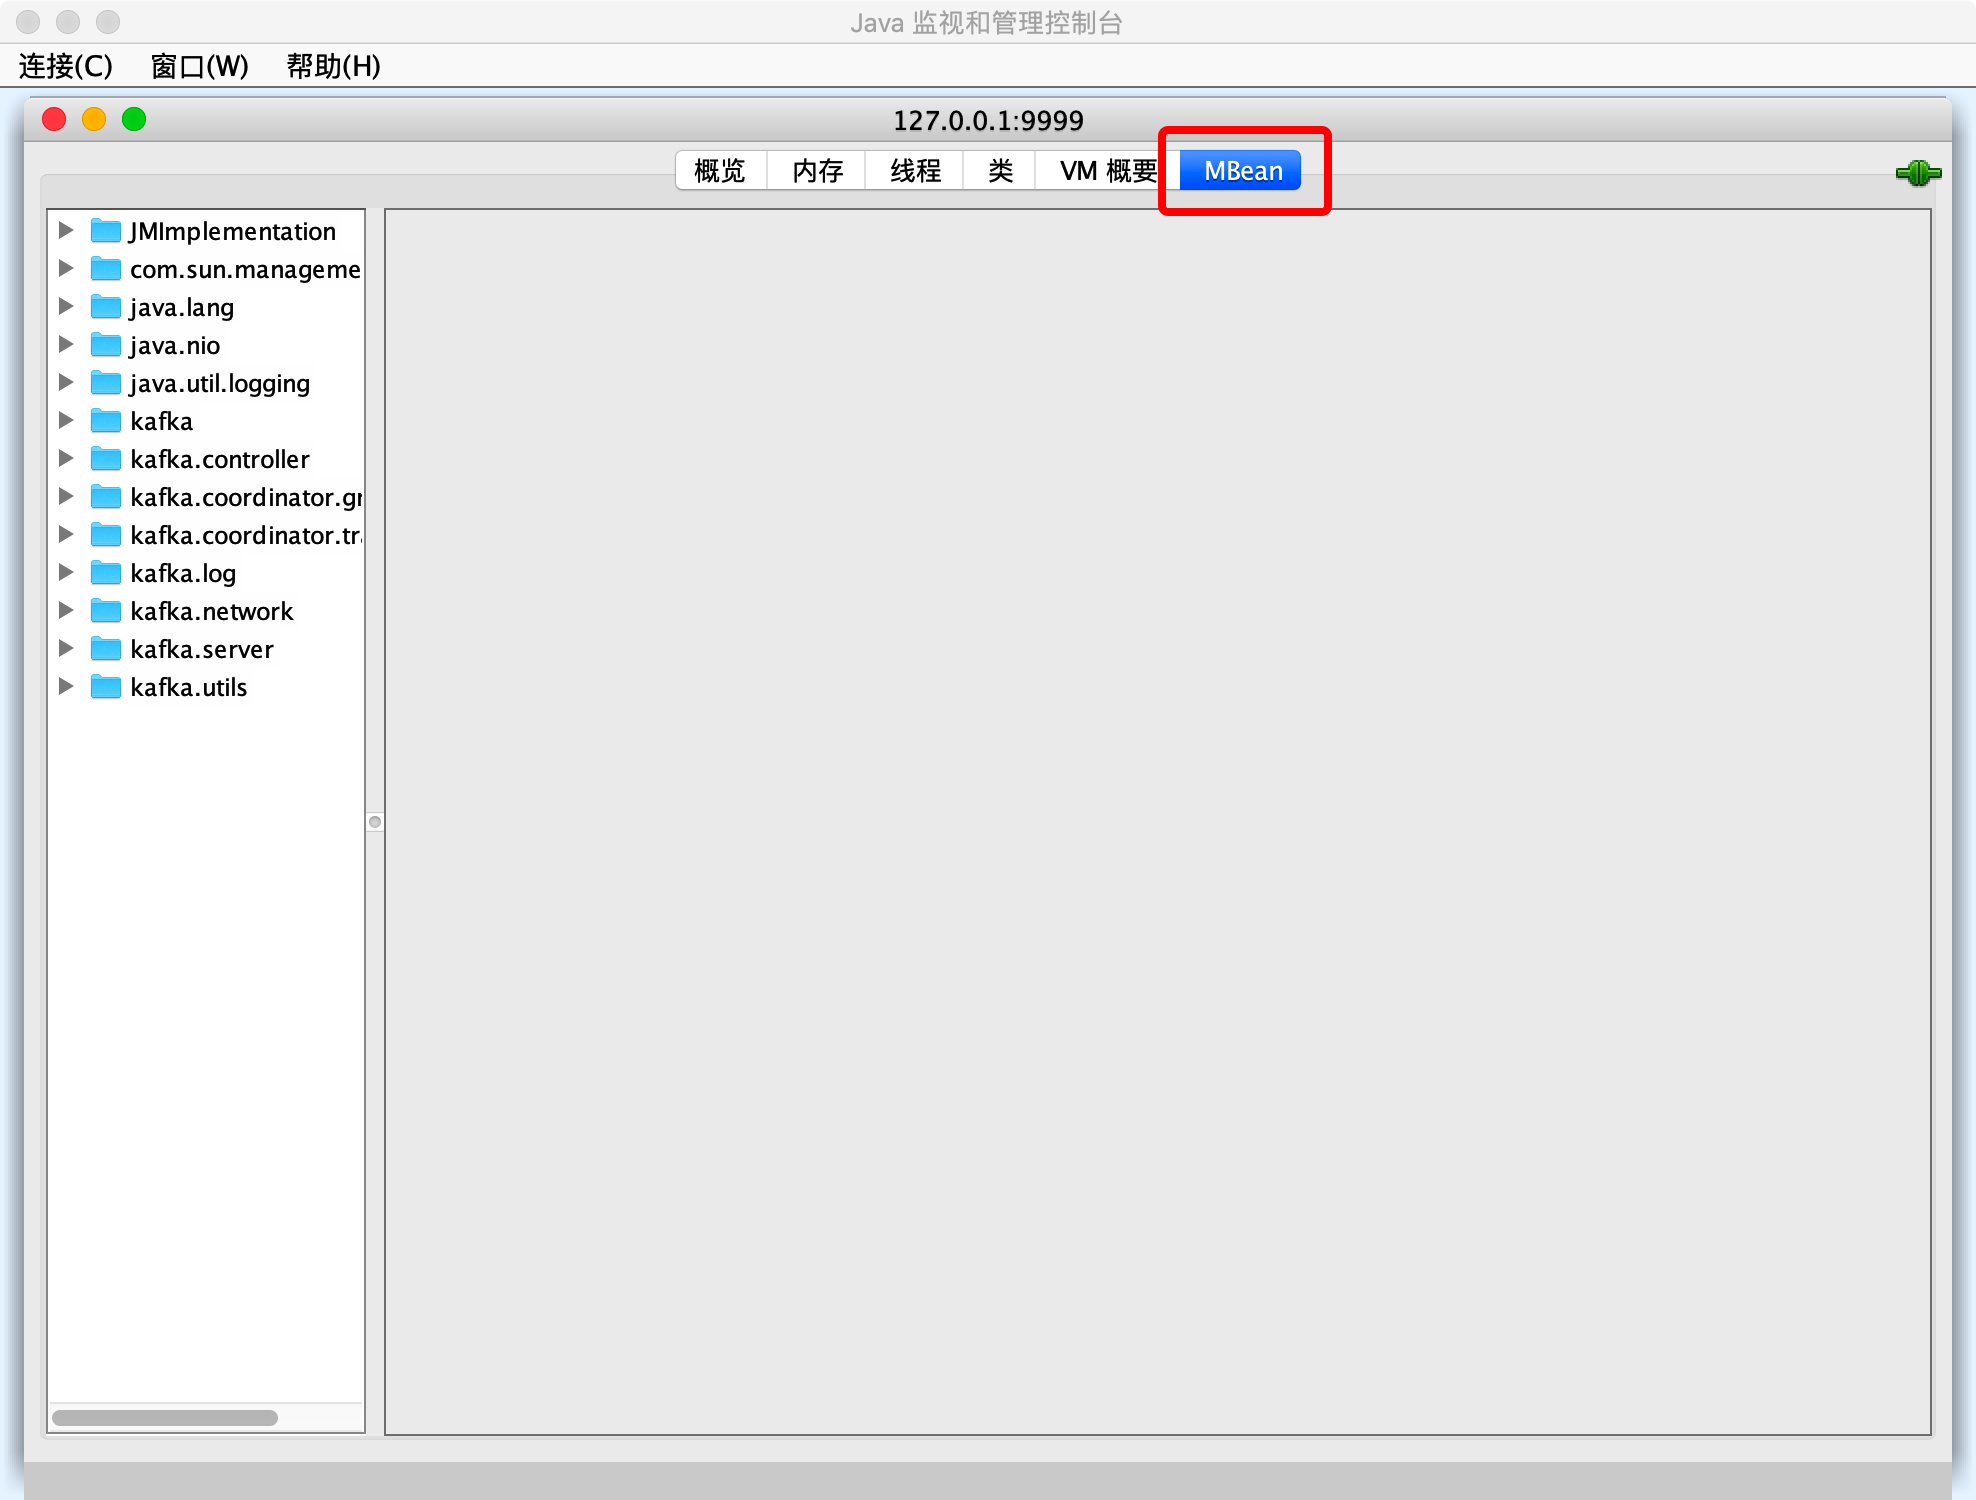 Java 监视和管理控制台
连接(C) 窗口(W) 帮助(H)
127.0.0.1:9999
概览 内存 线程 类 VM 概要 MBean
JMImplementation
com.sun.manageme
java.lang
java.nio
java.util.logging
kafka
kafka.controller
kafka.coordinator.gr
kafka.coordinator.tra
kafka.log
kafka.network
kafka.server
kafka.utils